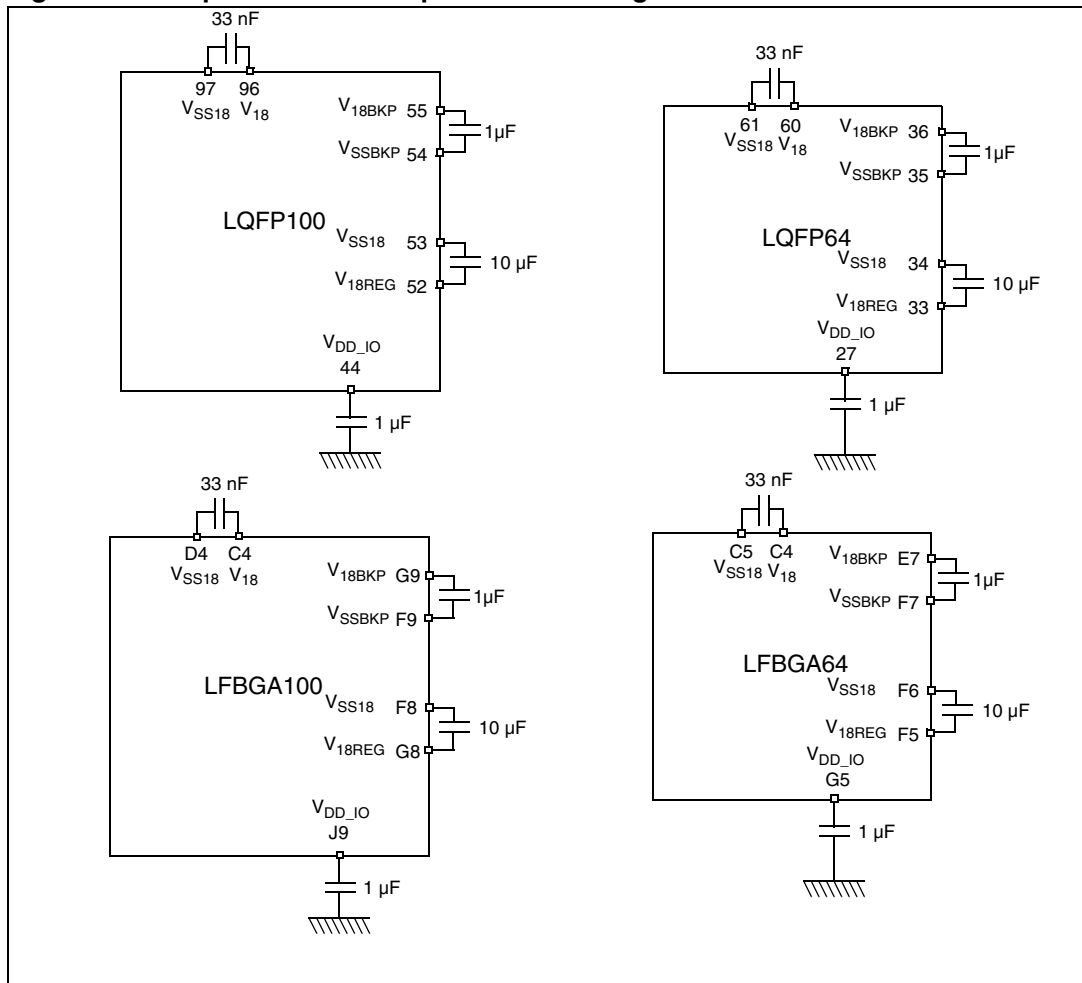 33 nF
97 96
VSS18 V18
V18BKP 55
1µF
VSSBKP 54
LQFP100
VSS18 53
10 µF
V18REG 52
VDD_IO
44
1 µF
33 nF
61 60
VSS18 V18
V18BKP 36
1µF
VSSBKP 35
LQFP64
VSS18 34
10 µF
V18REG 33
VDD_IO
27
1 µF
33 nF
D4 C4
VSS18 V18
V18BKP G9
1µF
VSSBKP F9
LFBGA100
VSS18 F8
10 µF
V18REG G8
VDD_IO
J9
1 µF
33 nF
C5 C4
VSS18 V18
V18BKP E7
1µF
VSSBKP F7
LFBGA64
VSS18 F6
10 µF
V18REG F5
VDD_IO
G5
1 µF